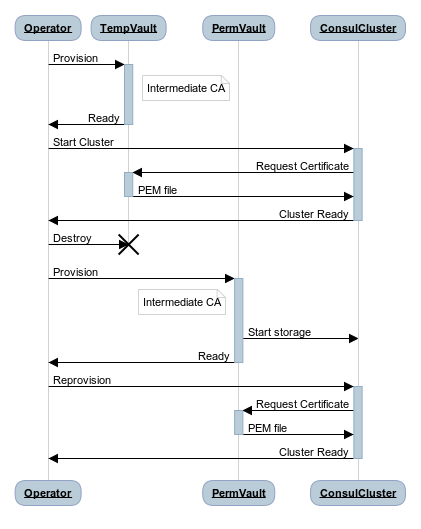 Operator TempVault PermVault ConsulCluster
Provision
Intermediate CA
Ready
Start Cluster
Request Certificate
PEM file
Cluster Ready
Destroy
Provision
Intermediate CA
Start storage
Ready
Reprovision
Request Certificate
PEM file
Cluster Ready
Operator PermVault ConsulCluster